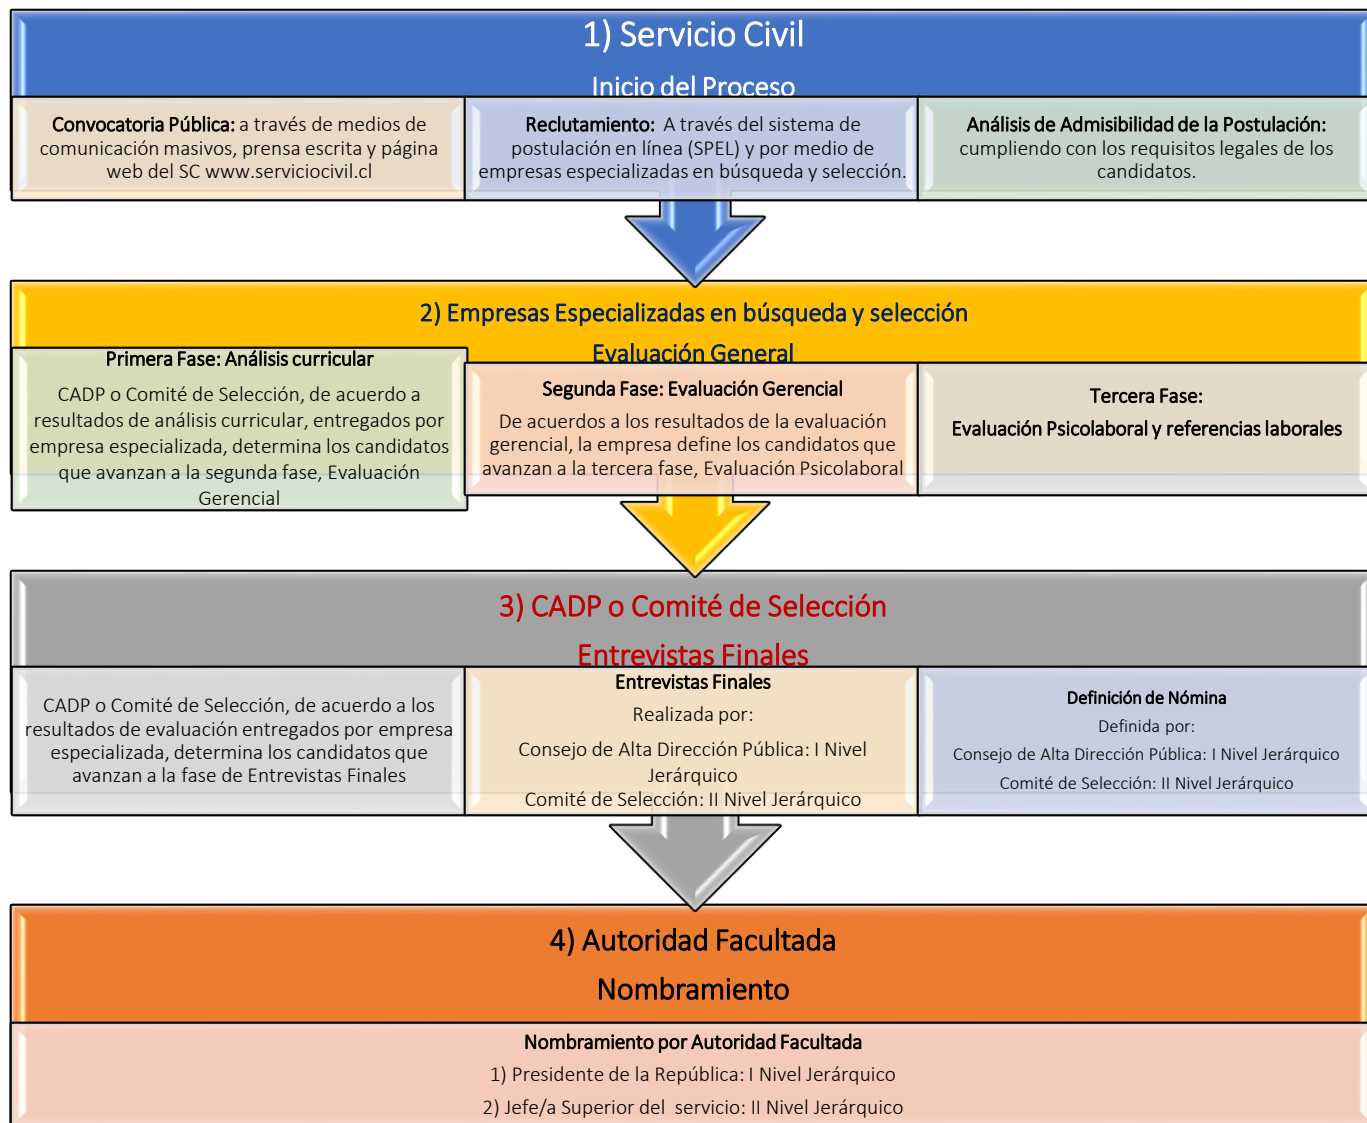 1) Servicio Civil
Inicio del Proceso
Convocatoria Pública: a través de medios de
comunicación masivos, prensa escrita y página
web del SC www.serviciocivil.cl
Reclutamiento: A través del sistema de
postulación en línea (SPEL) y por medio de
empresas especializadas en búsqueda y selección.
Análisis de Admisibilidad de la Postulación:
cumpliendo con los requisitos legales de los
candidatos.
2) Empresas Especializadas en búsqueda y selección
Evaluación General
Primera Fase: Análisis curricular
CADP o Comité de Selección, de acuerdo a
resultados de análisis curricular, entregados por
empresa especializada, determina los candidatos
que avanzan a la segunda fase, Evaluación
Gerencial
Segunda Fase: Evaluación Gerencial
De acuerdos a los resultados de la evaluación
gerencial, la empresa define los candidatos que
avanzan a la tercera fase, Evaluación Psicolaboral
Tercera Fase:
Evaluación Psicolaboral y referencias laborales
3) CADP o Comité de Selección
Entrevistas Finales
CADP o Comité de Selección, de acuerdo a los
resultados de evaluación entregados por empresa
especializada, determina los candidatos que
avanzan a la fase de Entrevistas Finales
Entrevistas Finales
Realizada por:
Consejo de Alta Dirección Pública: I Nivel
Jerárquico
Comité de Selección: II Nivel Jerárquico
Definición de Nómina
Definida por:
Consejo de Alta Dirección Pública: I Nivel Jerárquico
Comité de Selección: II Nivel Jerárquico
4) Autoridad Facultada
Nombramiento
Nombramiento por Autoridad Facultada
1) Presidente de la República: I Nivel Jerárquico
2) Jefe/a Superior del servicio: II Nivel Jerárquico